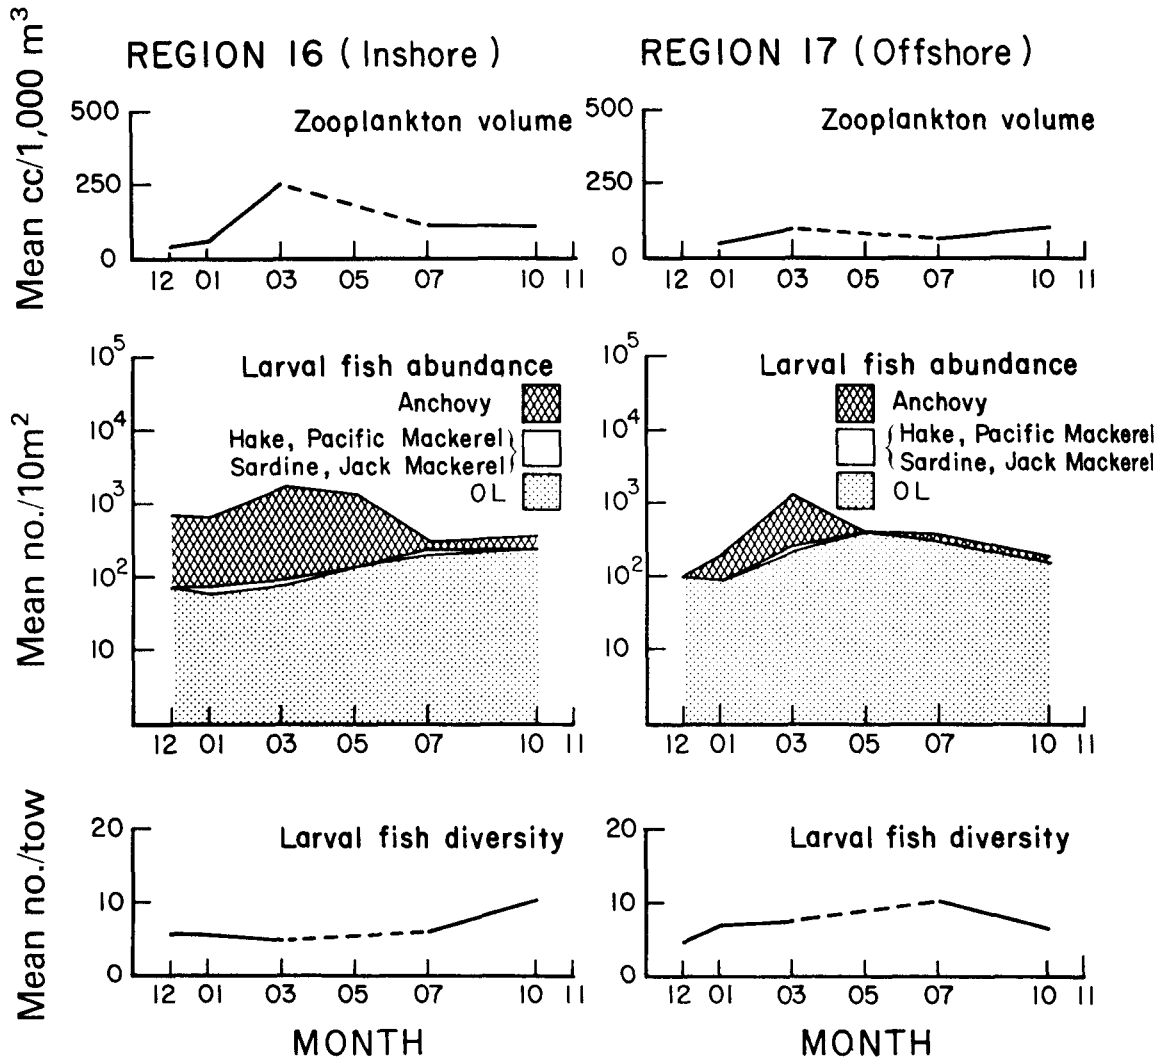 REGION 16 (Inshore)
Mean cc/1,000 m³
Zooplankton volume
500
250
0
12 01 03 05 07 10 11
REGION 17 (Offshore)
Zooplankton volume
500
250
0
12 01 03 05 07 10 11
Mean no./10m²
Larval fish abundance
Anchovy
Hake, Pacific Mackerel
Sardine, Jack Mackerel
OL
10⁵
10⁴
10³
10²
10
12 01 03 05 07 10 11
Larval fish abundance
Anchovy
Hake, Pacific Mackerel
Sardine, Jack Mackerel
OL
10⁵
10⁴
10³
10²
10
12 01 03 05 07 10 11
Mean no./tow
Larval fish diversity
20
10
0
12 01 03 05 07 10 11
MONTH
Larval fish diversity
20
10
0
12 01 03 05 07 10 11
MONTH